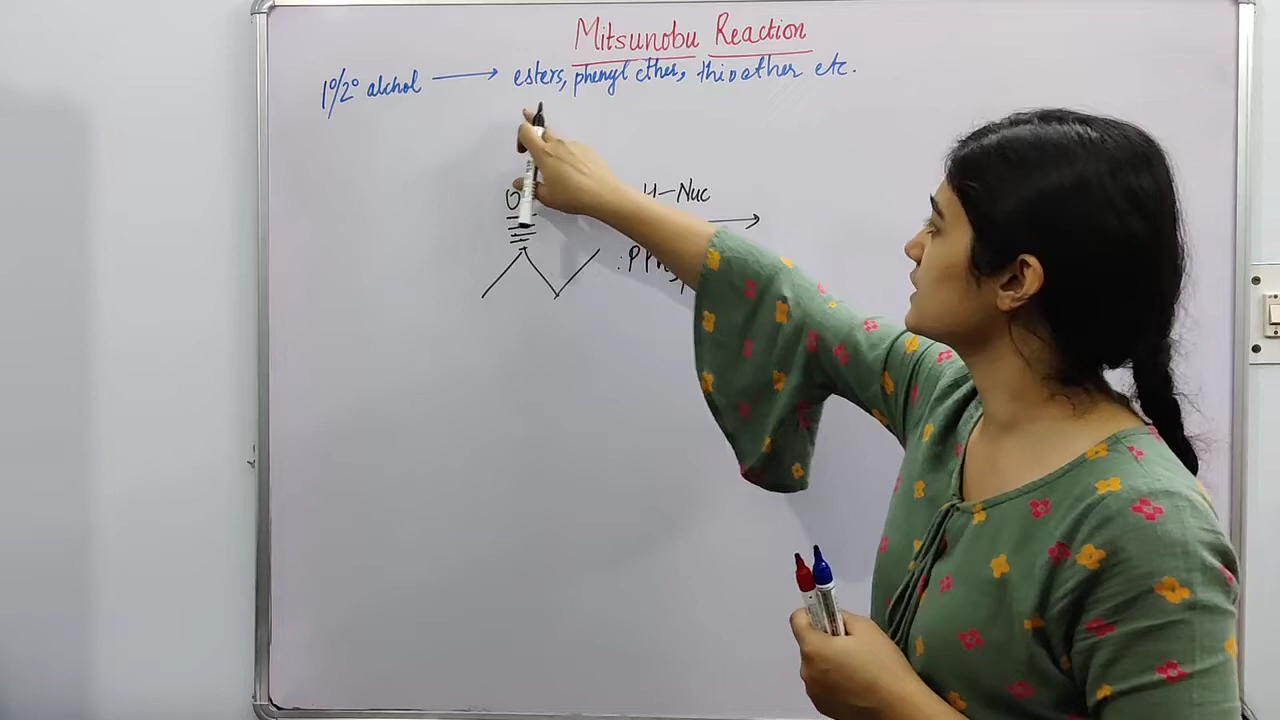 Mitsunobu Reaction
1°/2° alchol → esters, phenyl ether, thioether etc.
H-Nuc